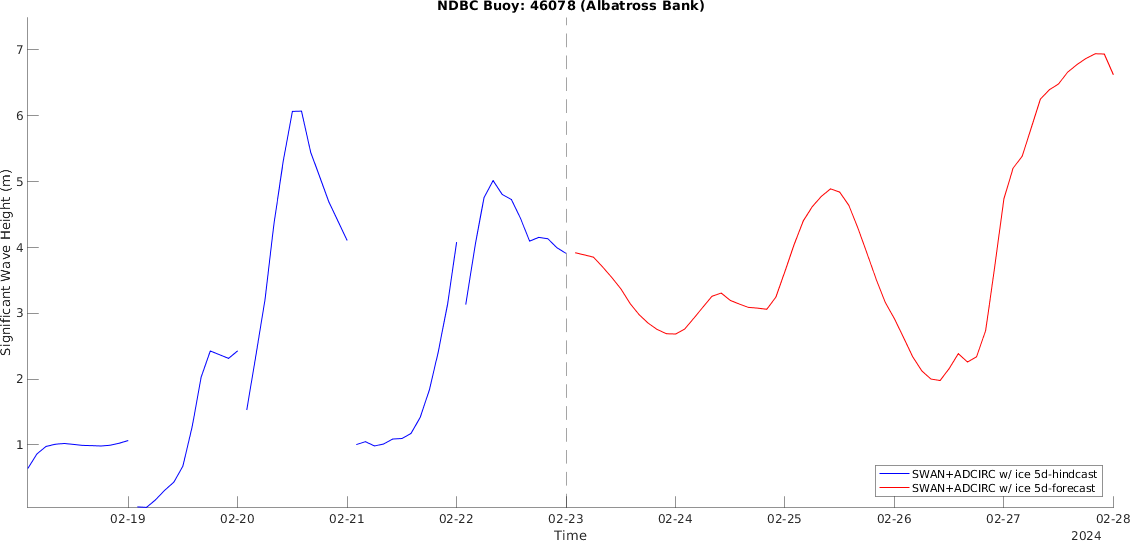 NDBC Buoy: 46078 (Albatross Bank)
7
6
5
4
3
2
1
Significant Wave Height (m)
SWAN+ADCIRC w/ ice 5d-hindcast
SWAN+ADCIRC w/ ice 5d-forecast
02-19 02-20 02-21 02-22 02-23 02-24 02-25 02-26 02-27 02-28
Time
2024